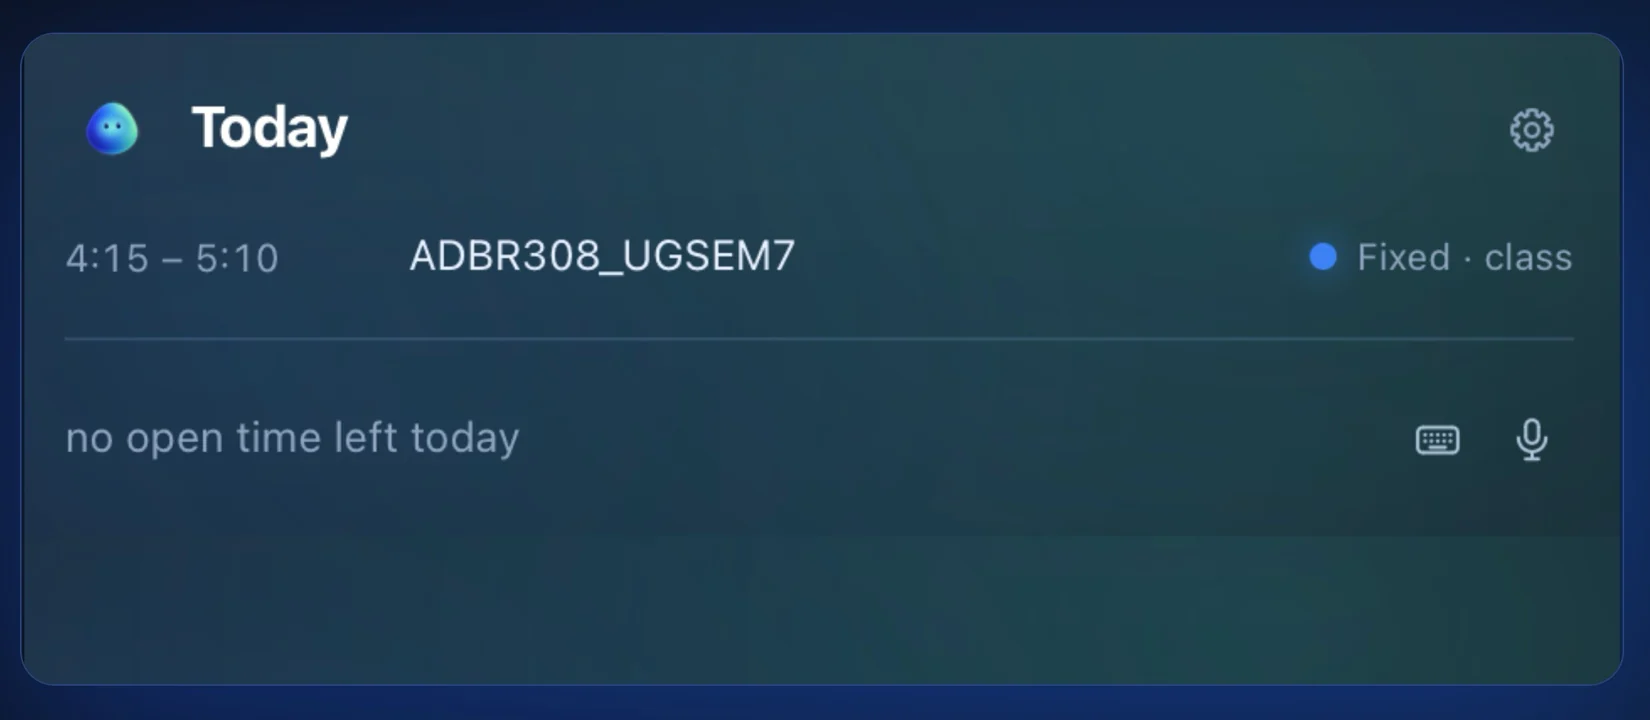 Today
4:15 – 5:10 ADBR308_UGSEM7 Fixed · class
no open time left today